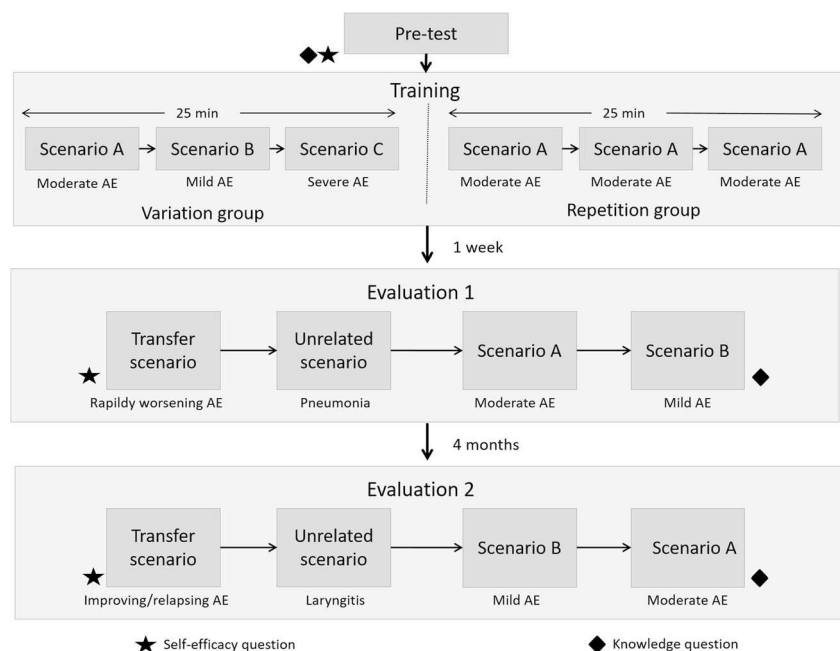 Pre-test
Training
25 min
25 min
Scenario A
Scenario B
Scenario C
Scenario A
Scenario A
Scenario A
Moderate AE
Mild AE
Severe AE
Moderate AE
Moderate AE
Moderate AE
Variation group
Repetition group
1 week
Evaluation 1
Transfer
scenario
Unrelated
scenario
Scenario A
Scenario B
Rapildy worsening AE
Pneumonia
Moderate AE
Mild AE
4 months
Evaluation 2
Transfer
scenario
Unrelated
scenario
Scenario B
Scenario A
Improving/relapsing AE
Laryngitis
Mild AE
Moderate AE
Self-efficacy question
Knowledge question